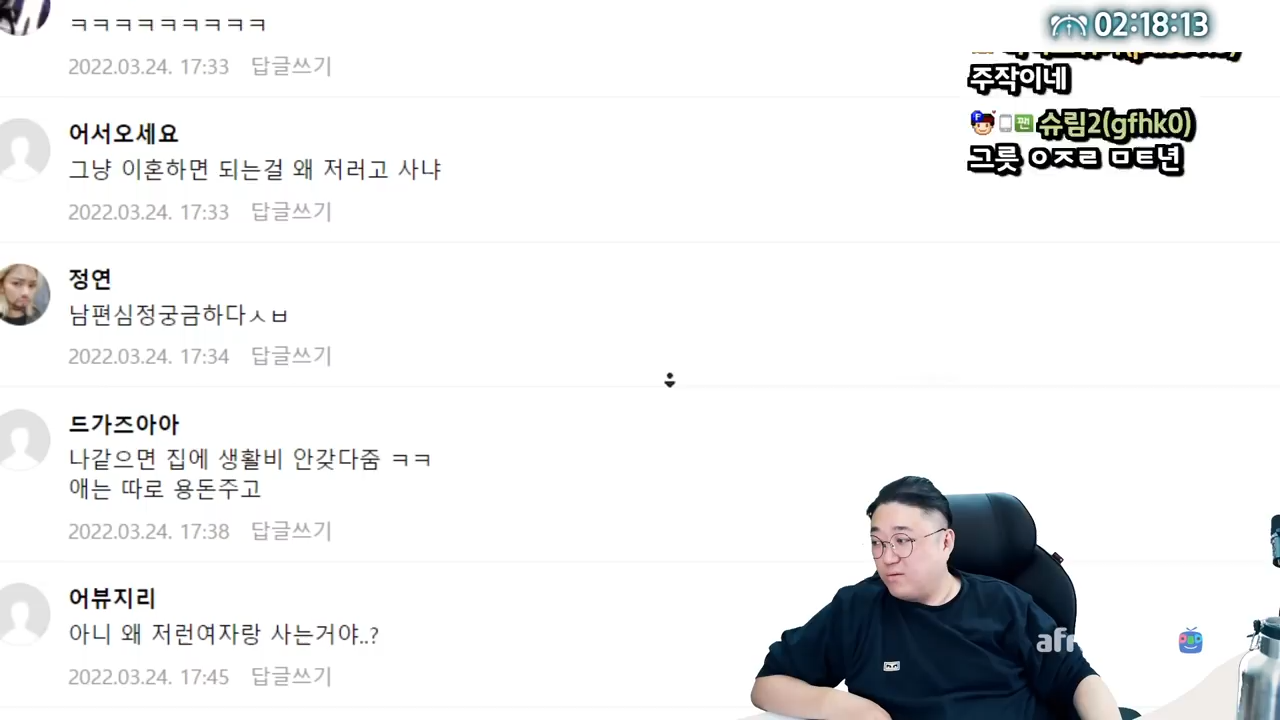 ㅋㅋㅋㅋㅋㅋㅋㅋㅋ
2022.03.24. 17:33 답글쓰기
어서오세요
그냥 이혼하면 되는걸 왜 저러고 사냐
2022.03.24. 17:33 답글쓰기
정연
남편심정궁금하다ㅅㅂ
2022.03.24. 17:34 답글쓰기
드가즈아아
나같으면 집에 생활비 안갖다줌 ㅋㅋ
애는 따로 용돈주고
2022.03.24. 17:38 답글쓰기
어뷰지리
아니 왜 저런여자랑 사는거야..?
2022.03.24. 17:45 답글쓰기
02:18:13
주작이네
F 팬 슈림2(gfhk0)
그릇 ㅇㅈㄹ ㅁㅌ년